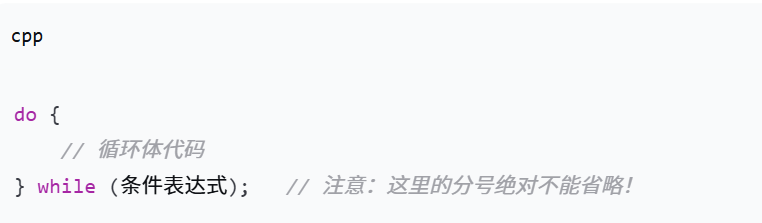 cpp
do {
// 循环体代码
} while (条件表达式); // 注意：这里的分号绝对不能省略！